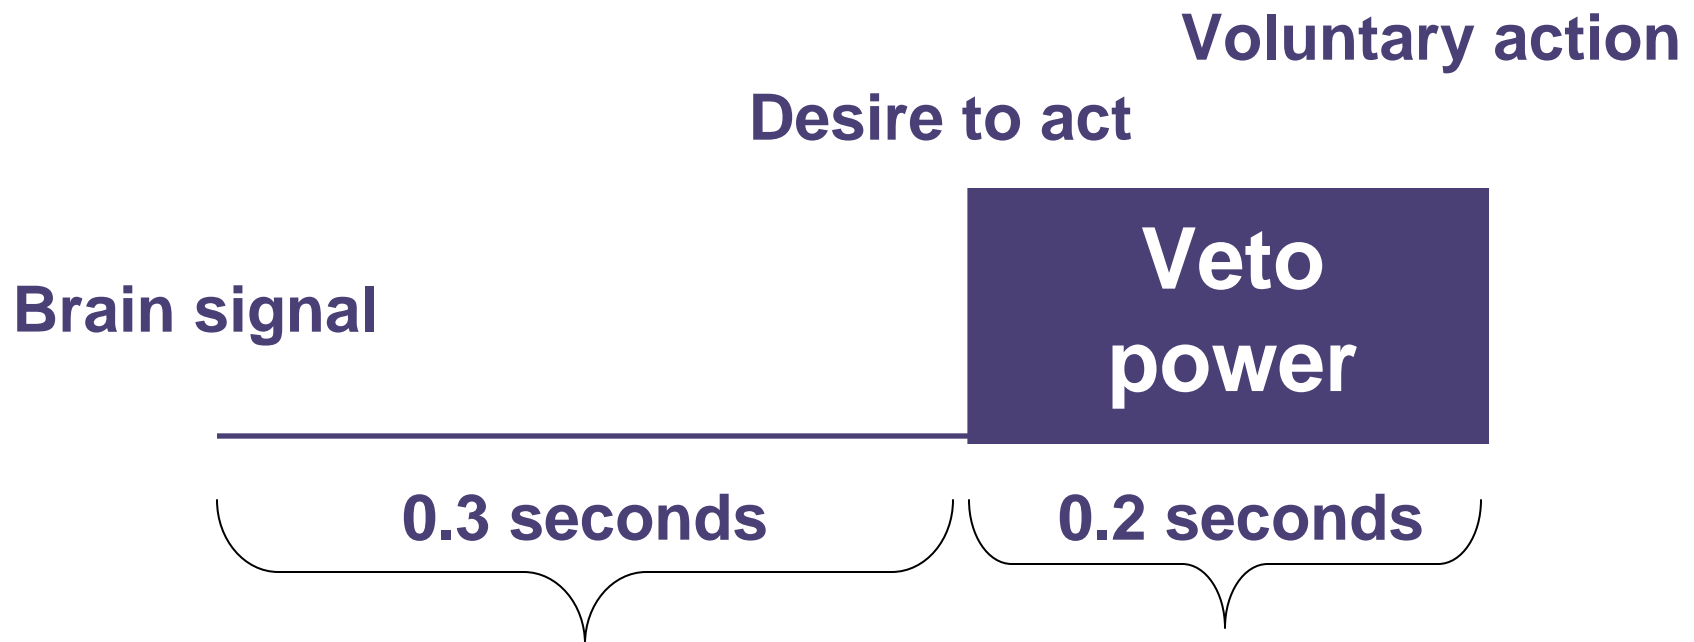 Voluntary action
Desire to act
Veto
power
Brain signal
0.3 seconds
0.2 seconds